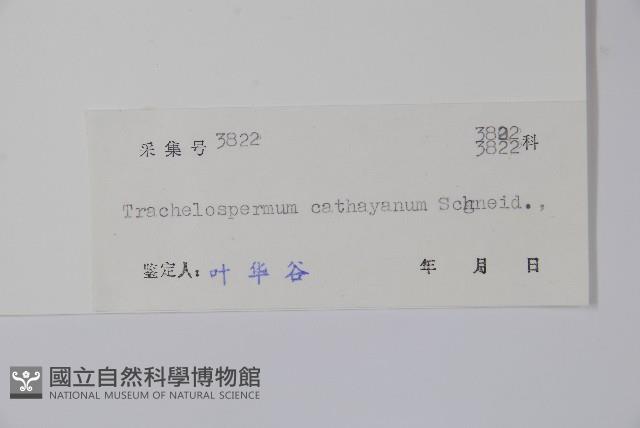 采集号 3822 3822 科
3822
Trachelospermum cathayanum Schneid.,
鉴定人: 叶华谷 年 月 日
國立自然科學博物館
NATIONAL MUSEUM OF NATURAL SCIENCE